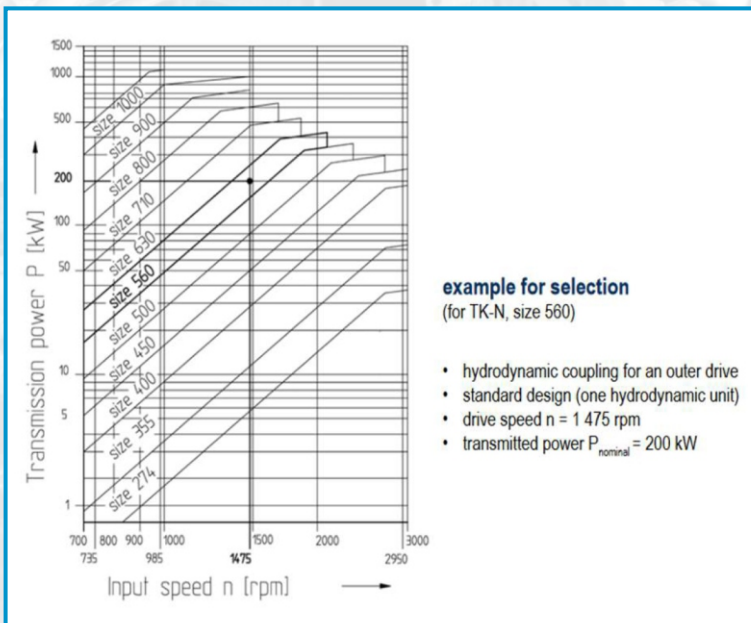 1500
1000
500
200
100
50
10
5
1
Transmission power P [kW]
size 1000
size 900
size 800
size 710
size 630
size 560
size 500
size 450
size 400
size 355
size 274
700 800 900 1000 1500 2000 3000
735 985 1475 2950
Input speed n [rpm]
example for selection
(for TK-N, size 560)
• hydrodynamic coupling for an outer drive
• standard design (one hydrodynamic unit)
• drive speed n = 1 475 rpm
• transmitted power Pnominal = 200 kW